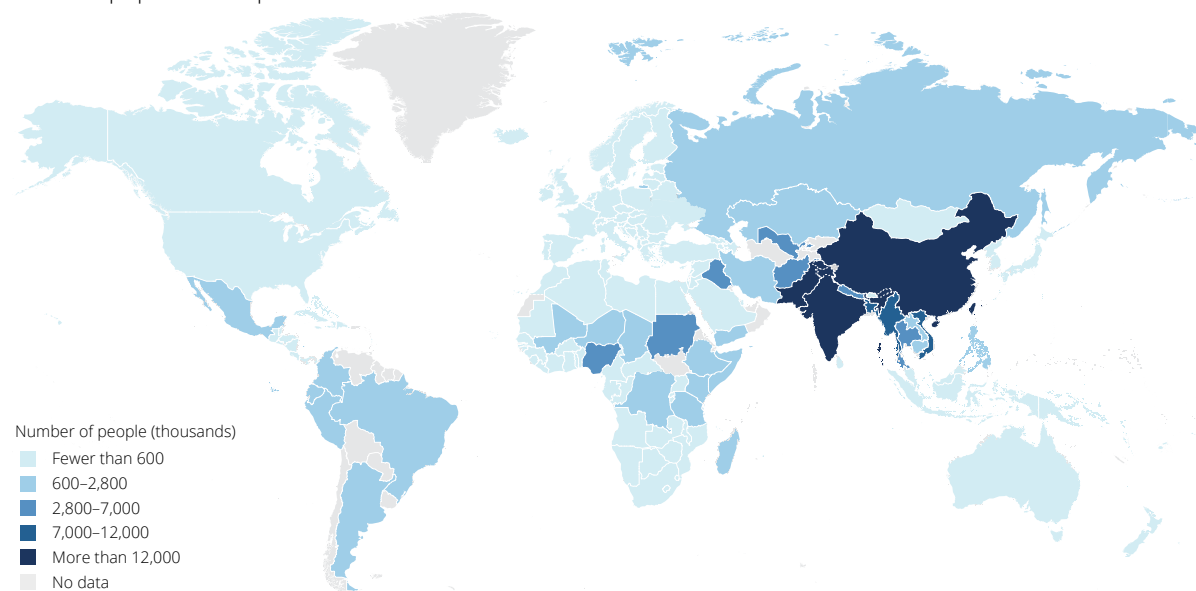 Number of people (thousands)
Fewer than 600
600–2,800
2,800–7,000
7,000–12,000
More than 12,000
No data